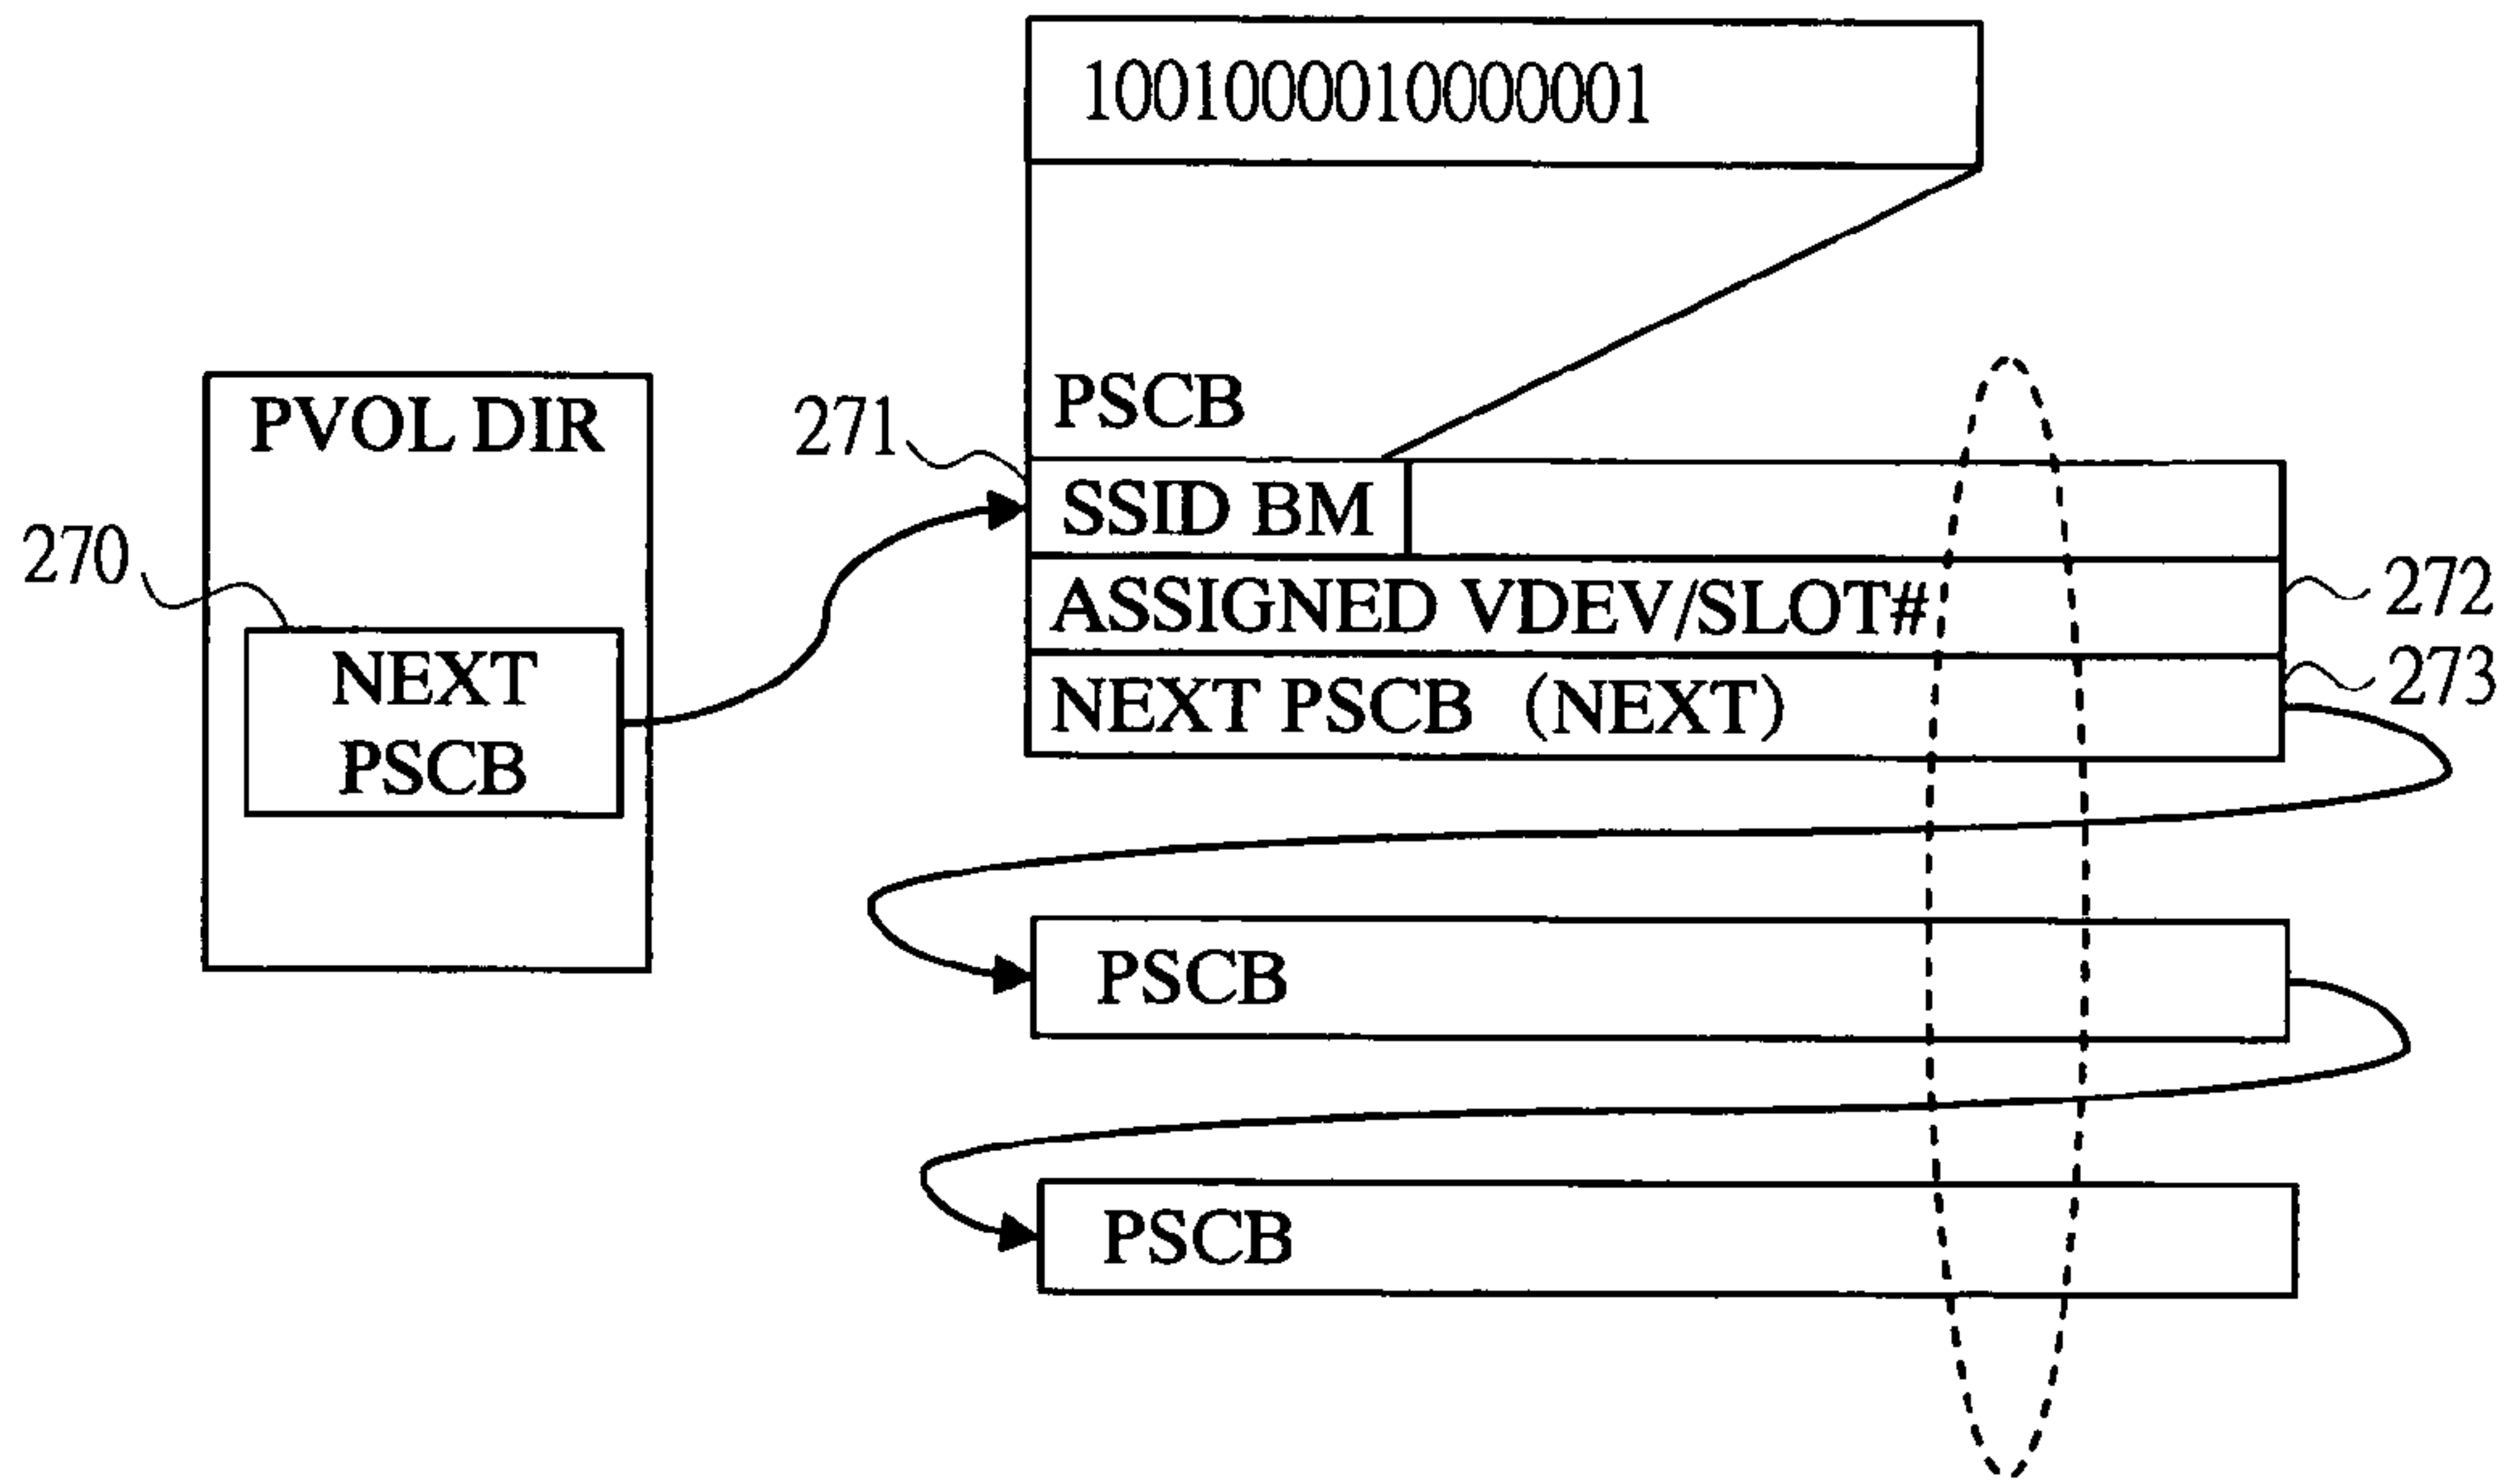 1001000010000001
PSCB
PVOL DIR
271
SSID BM
270
ASSIGNED VDEV/SLOT#
272
NEXT
PSCB
NEXT PSCB (NEXT)
273
PSCB
PSCB